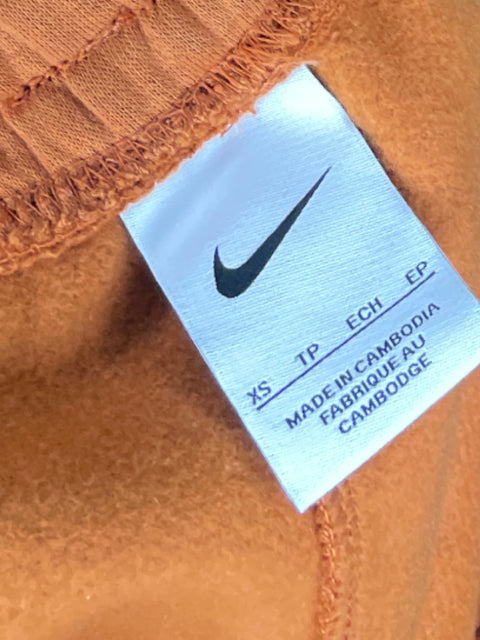 XS TP ECH EP
MADE IN CAMBODIA
FABRIQUE AU
CAMBODGE